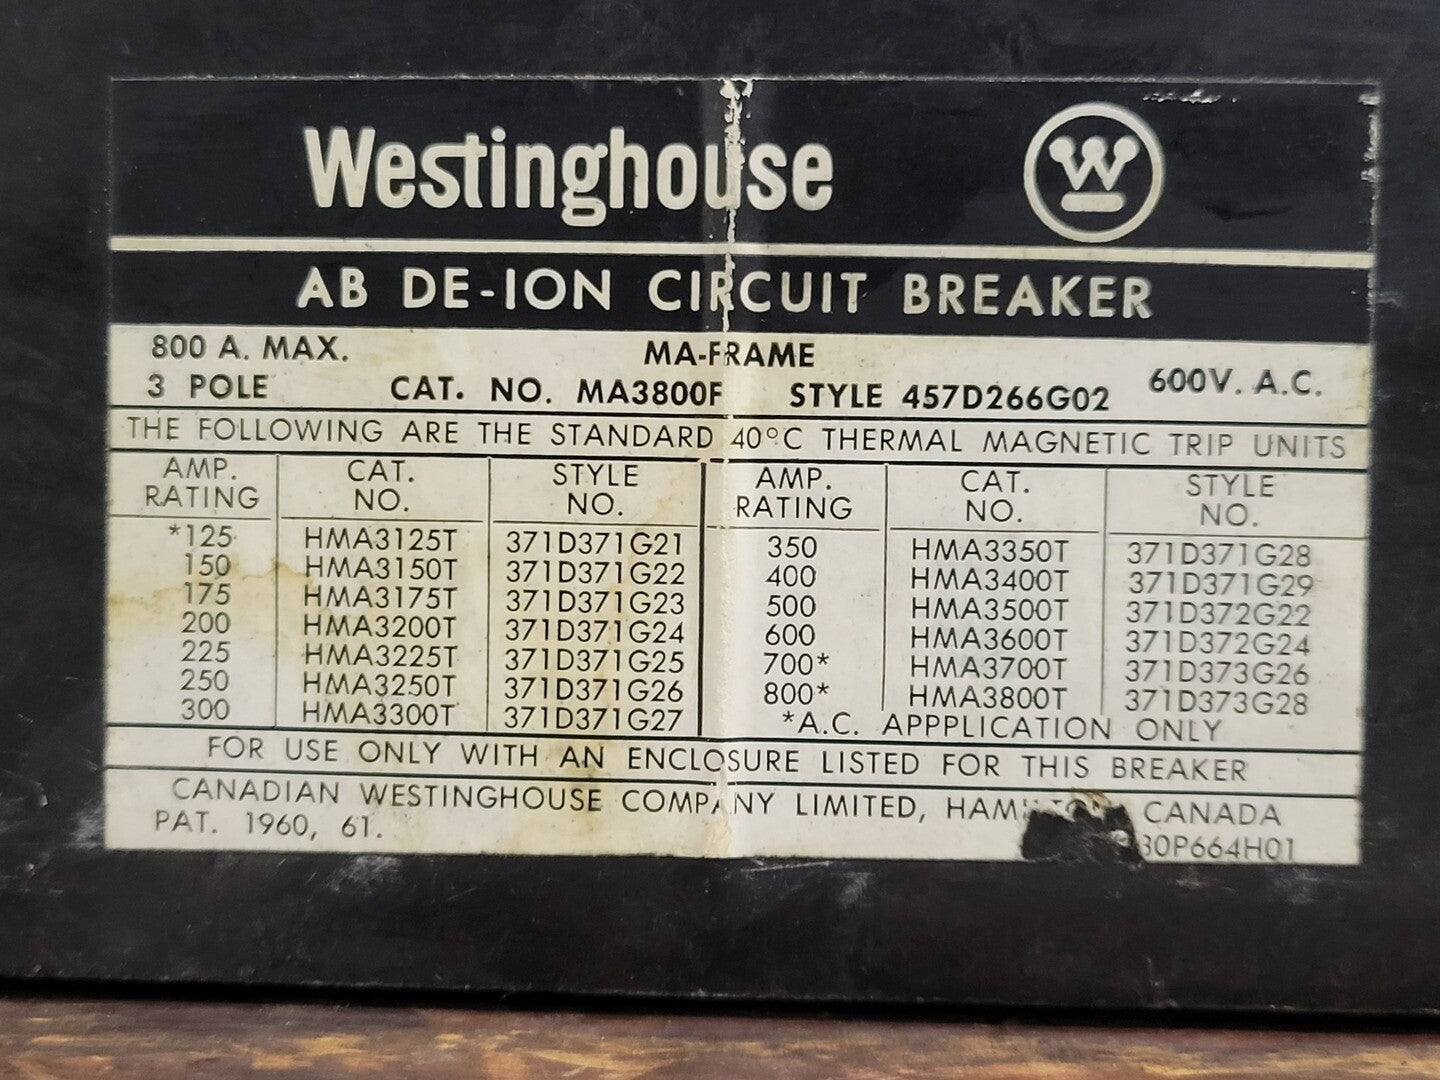 Westinghouse W
AB DE-ION CIRCUIT BREAKER
800 A. MAX. MA-FRAME
3 POLE CAT. NO. MA3800F STYLE 457D266G02 600V. A.C.
THE FOLLOWING ARE THE STANDARD 40°C THERMAL MAGNETIC TRIP UNITS
AMP. RATING CAT. NO. STYLE NO. AMP. RATING CAT. NO. STYLE NO.
*125 HMA3125T 371D371G21 350 HMA3350T 371D371G28
150 HMA3150T 371D371G22 400 HMA3400T 371D371G29
175 HMA3175T 371D371G23 500 HMA3500T 371D372G22
200 HMA3200T 371D371G24 600 HMA3600T 371D372G24
225 HMA3225T 371D371G25 700* HMA3700T 371D373G26
250 HMA3250T 371D371G26 800* HMA3800T 371D373G28
300 HMA3300T 371D371G27 *A.C. APPPLICATION ONLY
FOR USE ONLY WITH AN ENCLOSURE LISTED FOR THIS BREAKER
CANADIAN WESTINGHOUSE COMPANY LIMITED, HAMILTON, CANADA
PAT. 1960, 61. 30P664H01